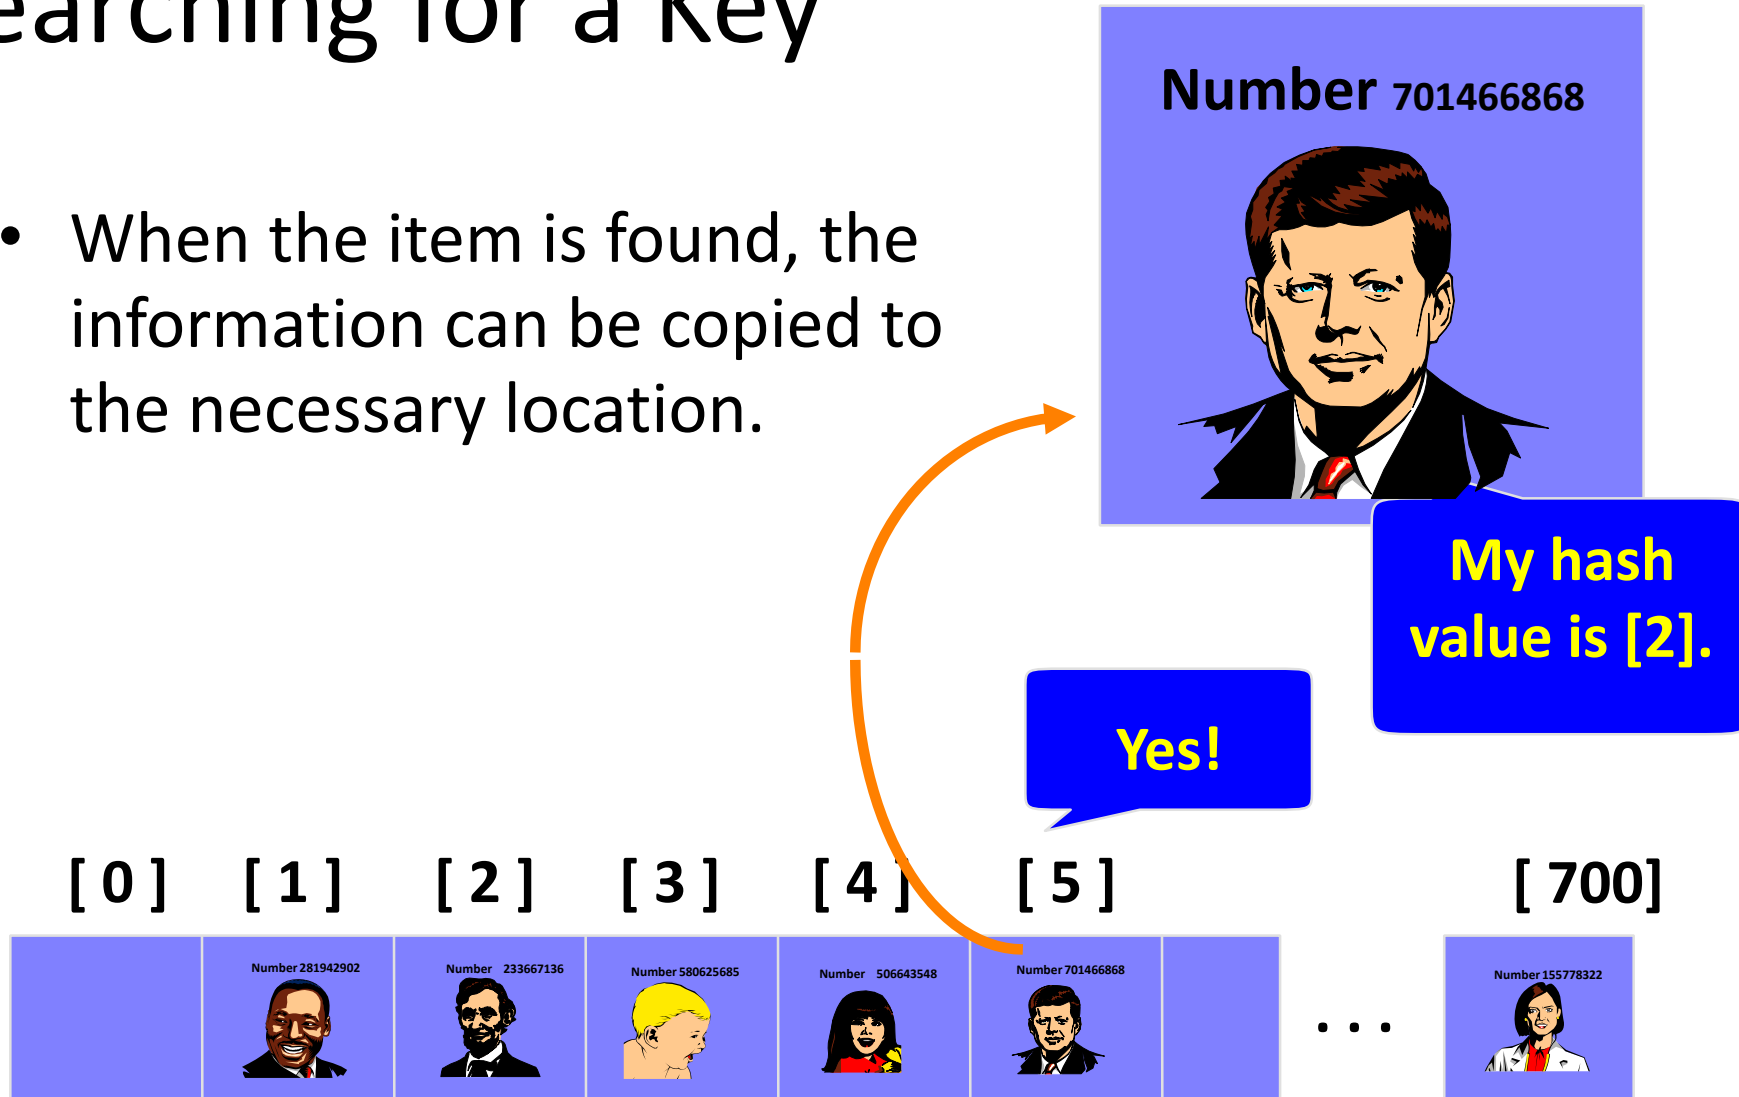 earching for a Key
Number 701466868
• When the item is found, the
information can be copied to
the necessary location.
My hash
value is [2].
Yes!
[ 0 ] [ 1 ] [ 2 ] [ 3 ] [ 4 ] [ 5 ] [ 700]
Number 281942902 Number 233667136 Number 580625685 Number 506643548 Number 701466868 Number 155778322
. . .